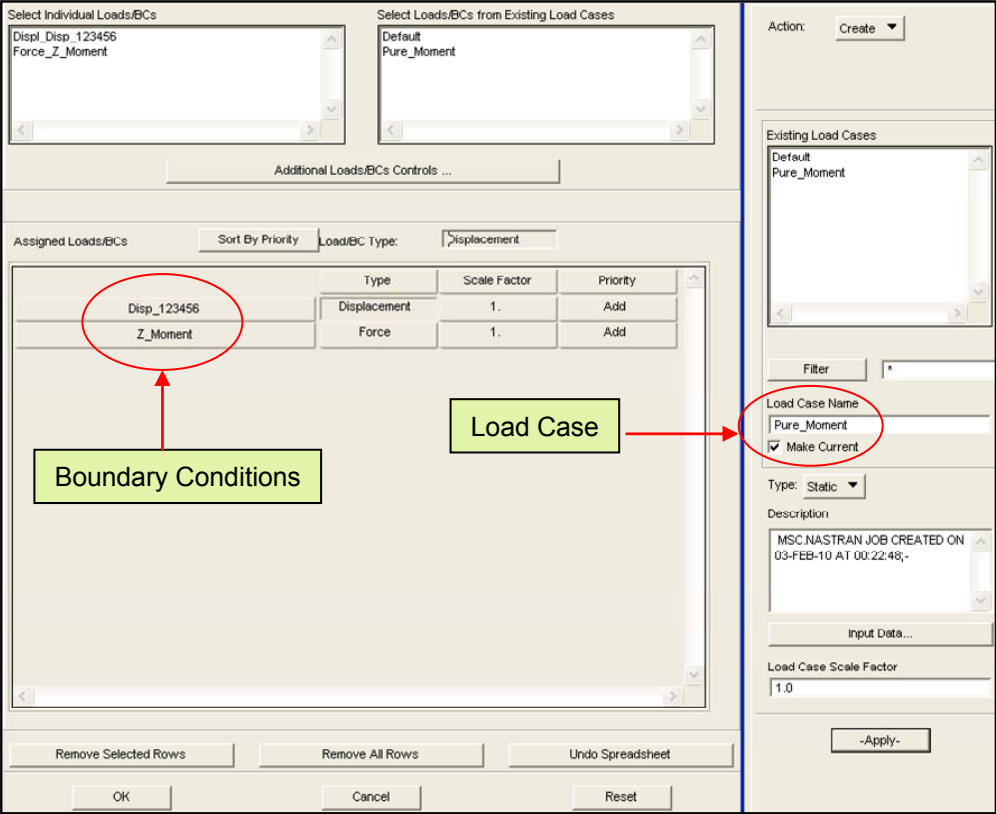 Select Individual Loads/BCs
Displ_Disp_123456
Force_Z_Moment
Select Loads/BCs from Existing Load Cases
Default
Pure_Moment
Additional Loads/BCs Controls ...
Assigned Loads/BCs
Sort By Priority
Load/BC Type:
Displacement
Type
Scale Factor
Priority
Disp_123456
Displacement
1.
Add
Z_Moment
Force
1.
Add
Boundary Conditions
Load Case
Remove Selected Rows
Remove All Rows
Undo Spreadsheet
OK
Cancel
Reset
Action:
Create
Existing Load Cases
Default
Pure_Moment
Filter
*
Load Case Name
Pure_Moment
Make Current
Type:
Static
Description
MSC.NASTRAN JOB CREATED ON
03-FEB-10 AT 00:22:48;-
Input Data...
Load Case Scale Factor
1.0
-Apply-